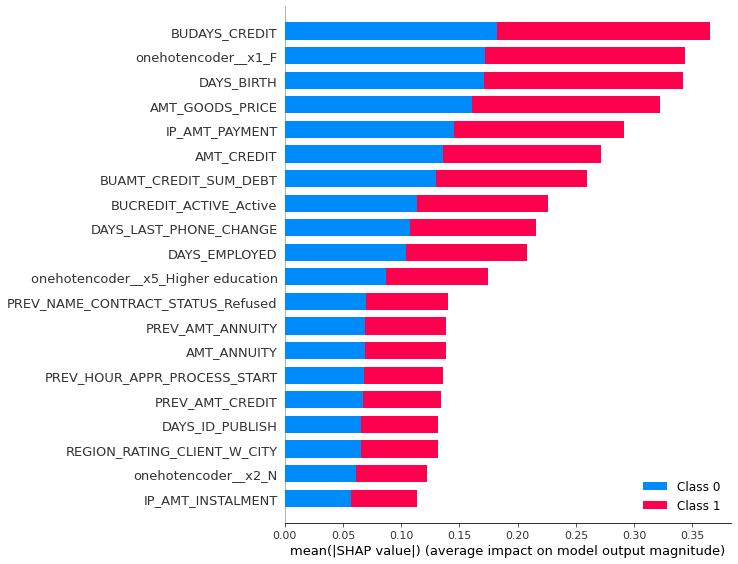 BUDAYS_CREDIT
onehotencoder__x1_F
DAYS_BIRTH
AMT_GOODS_PRICE
IP_AMT_PAYMENT
AMT_CREDIT
BUAMT_CREDIT_SUM_DEBT
BUCREDIT_ACTIVE_Active
DAYS_LAST_PHONE_CHANGE
DAYS_EMPLOYED
onehotencoder__x5_Higher education
PREV_NAME_CONTRACT_STATUS_Refused
PREV_AMT_ANNUITY
AMT_ANNUITY
PREV_HOUR_APPR_PROCESS_START
PREV_AMT_CREDIT
DAYS_ID_PUBLISH
REGION_RATING_CLIENT_W_CITY
onehotencoder__x2_N
IP_AMT_INSTALMENT
Class 0
Class 1
0.00 0.05 0.10 0.15 0.20 0.25 0.30 0.35
mean(|SHAP value|) (average impact on model output magnitude)